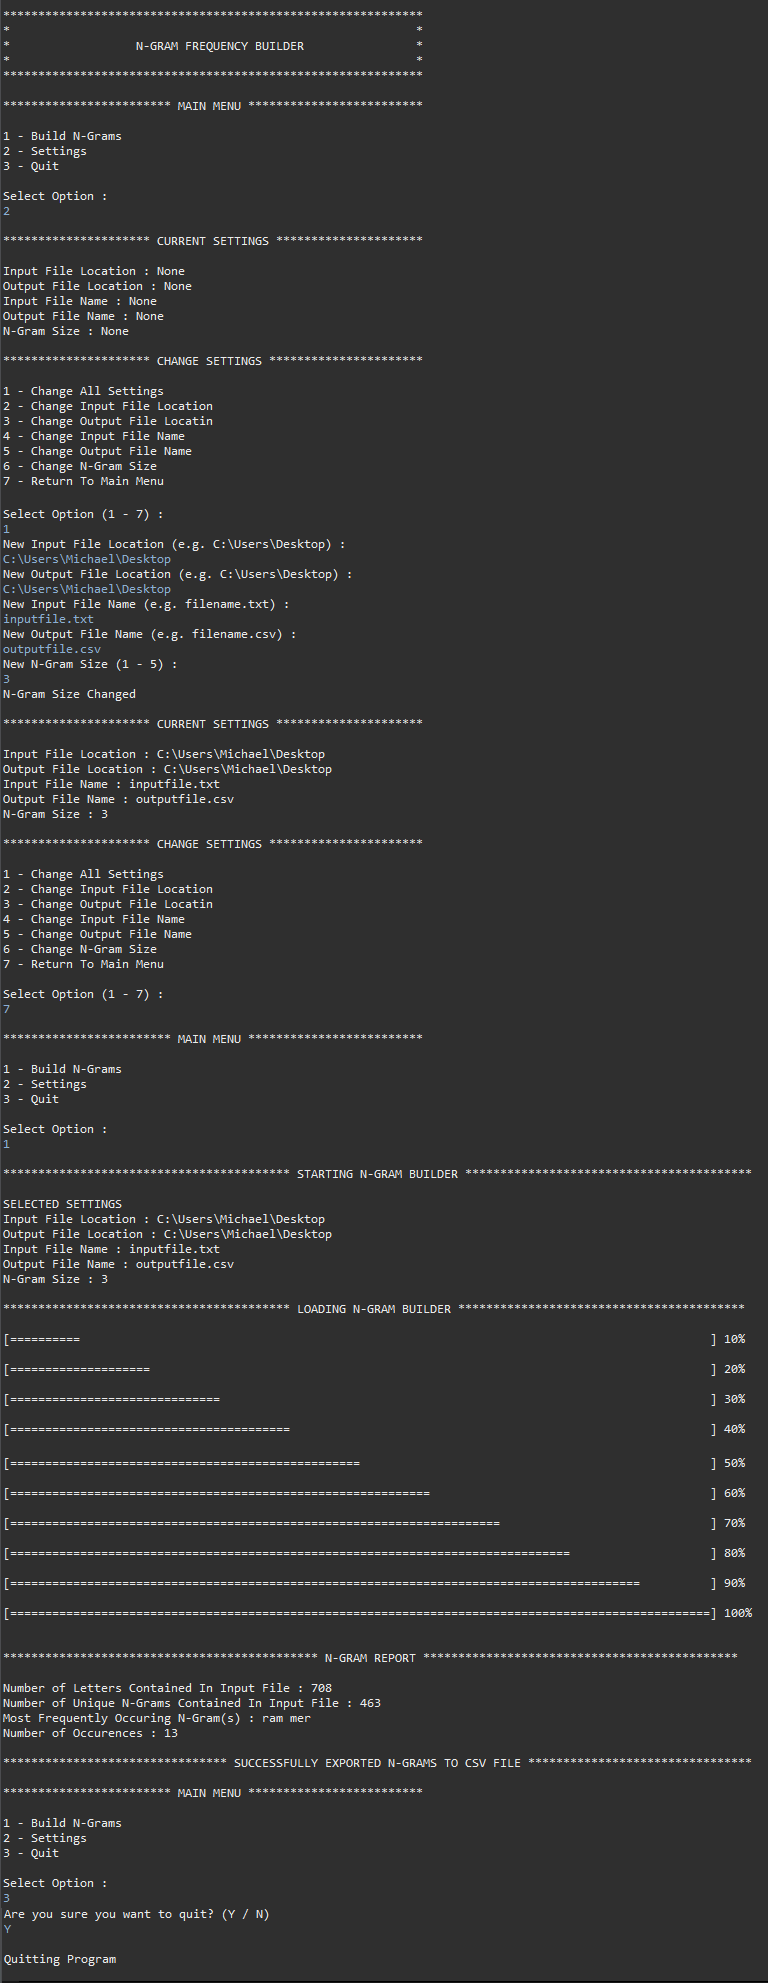 ************************************************************
*                                                          *
*                  N-GRAM FREQUENCY BUILDER                *
*                                                          *
************************************************************
************************ MAIN MENU *************************
1 - Build N-Grams
2 - Settings
3 - Quit
Select Option :
2
********************* CURRENT SETTINGS *********************
Input File Location : None
Output File Location : None
Input File Name : None
Output File Name : None
N-Gram Size : None
********************* CHANGE SETTINGS **********************
1 - Change All Settings
2 - Change Input File Location
3 - Change Output File Locatin
4 - Change Input File Name
5 - Change Output File Name
6 - Change N-Gram Size
7 - Return To Main Menu
Select Option (1 - 7) :
1
New Input File Location (e.g. C:\Users\Desktop) :
C:\Users\Michael\Desktop
New Output File Location (e.g. C:\Users\Desktop) :
C:\Users\Michael\Desktop
New Input File Name (e.g. filename.txt) :
inputfile.txt
New Output File Name (e.g. filename.csv) :
outputfile.csv
New N-Gram Size (1 - 5) :
3
N-Gram Size Changed
********************* CURRENT SETTINGS *********************
Input File Location : C:\Users\Michael\Desktop
Output File Location : C:\Users\Michael\Desktop
Input File Name : inputfile.txt
Output File Name : outputfile.csv
N-Gram Size : 3
********************* CHANGE SETTINGS **********************
1 - Change All Settings
2 - Change Input File Location
3 - Change Output File Locatin
4 - Change Input File Name
5 - Change Output File Name
6 - Change N-Gram Size
7 - Return To Main Menu
Select Option (1 - 7) :
7
************************ MAIN MENU *************************
1 - Build N-Grams
2 - Settings
3 - Quit
Select Option :
1
***************************************** STARTING N-GRAM BUILDER *****************************************
SELECTED SETTINGS
Input File Location : C:\Users\Michael\Desktop
Output File Location : C:\Users\Michael\Desktop
Input File Name : inputfile.txt
Output File Name : outputfile.csv
N-Gram Size : 3
***************************************** LOADING N-GRAM BUILDER *****************************************
[==========                                                                                          ] 10%
[====================                                                                                ] 20%
[==============================                                                                      ] 30%
[========================================                                                            ] 40%
[==================================================                                                  ] 50%
[============================================================                                        ] 60%
[======================================================================                              ] 70%
[================================================================================                    ] 80%
[==========================================================================================          ] 90%
[====================================================================================================] 100%
********************************************* N-GRAM REPORT *********************************************
Number of Letters Contained In Input File : 708
Number of Unique N-Grams Contained In Input File : 463
Most Frequently Occuring N-Gram(s) : ram mer
Number of Occurences : 13
******************************** SUCCESSFULLY EXPORTED N-GRAMS TO CSV FILE ********************************
************************ MAIN MENU *************************
1 - Build N-Grams
2 - Settings
3 - Quit
Select Option :
3
Are you sure you want to quit? (Y / N)
Y
Quitting Program